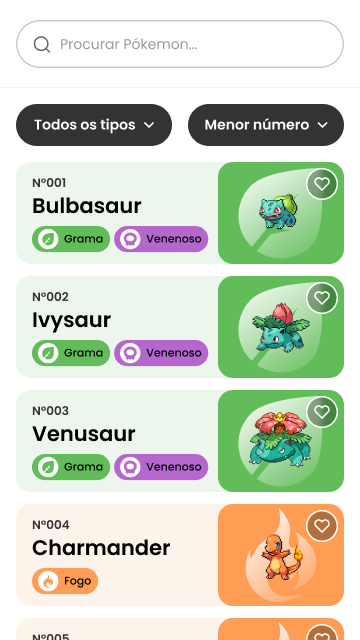 Procurar Pókemon...
Todos os tipos
Menor número
Nº001
Bulbasaur
Grama
Venenoso
Nº002
Ivysaur
Grama
Venenoso
Nº003
Venusaur
Grama
Venenoso
Nº004
Charmander
Fogo
Nº005